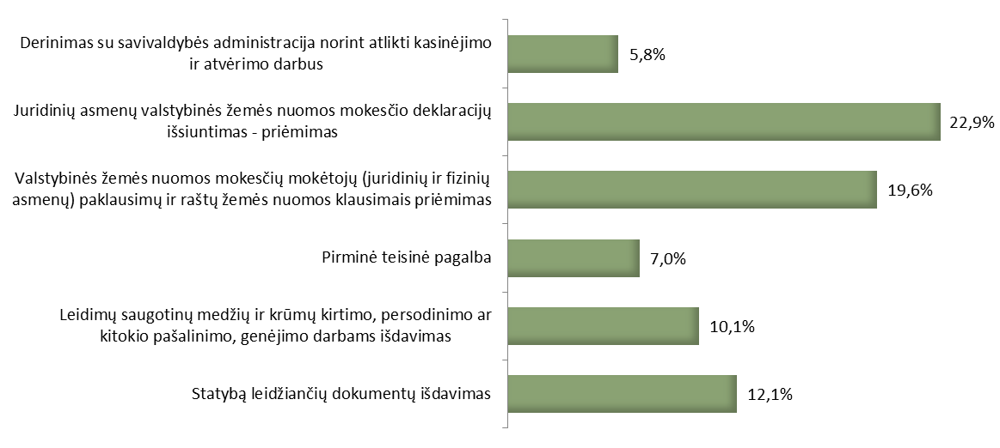 Derinimas su savivaldybės administracija norint atlikti kasinėjimo
ir atvėrimo darbus
5,8%
Juridinių asmenų valstybinės žemės nuomos mokesčio deklaracijų
išsiuntimas - priėmimas
22,9%
Valstybinės žemės nuomos mokesčių mokėtojų (juridinių ir fizinių
asmenų) paklausimų ir raštų žemės nuomos klausimais priėmimas
19,6%
Pirminė teisinė pagalba
7,0%
Leidimų saugotinų medžių ir krūmų kirtimo, persodinimo ar
kitokio pašalinimo, genėjimo darbams išdavimas
10,1%
Statybą leidžiančių dokumentų išdavimas
12,1%